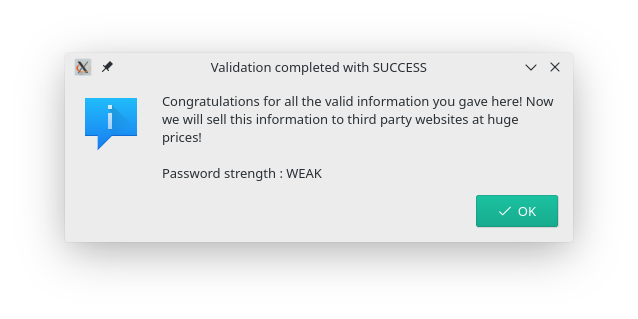 Validation completed with SUCCESS
Congratulations for all the valid information you gave here! Now
we will sell this information to third party websites at huge
prices!
Password strength : WEAK
OK